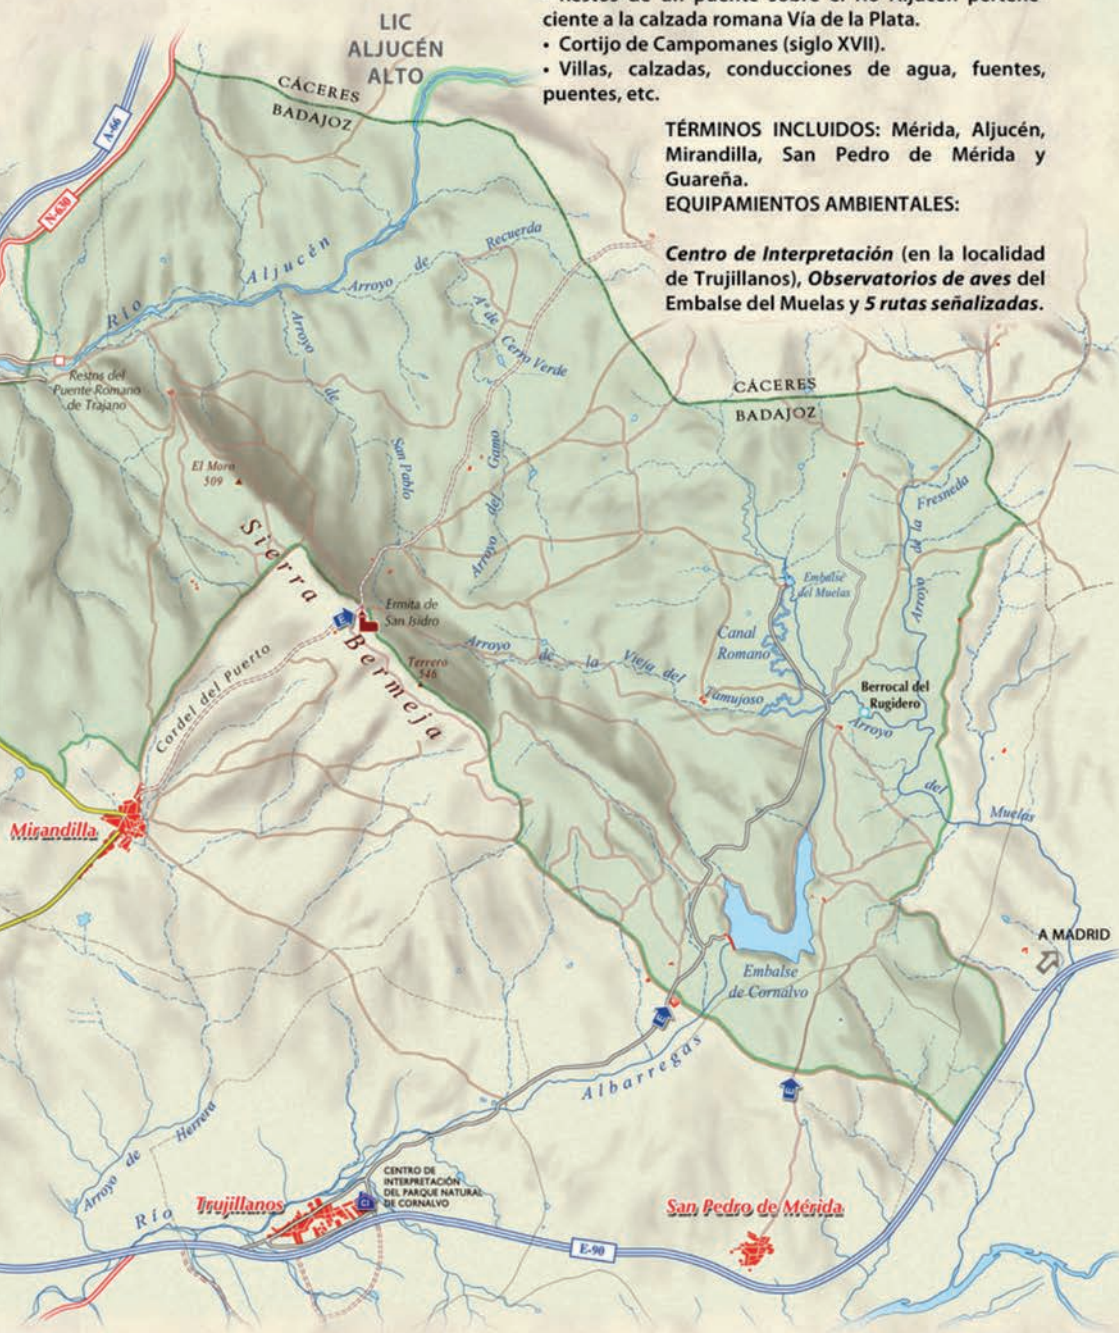 ciente a la calzada romana Vía de la Plata.
• Cortijo de Campomanes (siglo XVII).
• Villas, calzadas, conducciones de agua, fuentes,
puentes, etc.
TÉRMINOS INCLUIDOS: Mérida, Aljucén,
Mirandilla, San Pedro de Mérida y
Guareña.
EQUIPAMIENTOS AMBIENTALES:
Centro de Interpretación (en la localidad
de Trujillanos), Observatorios de aves del
Embalse del Muelas y 5 rutas señalizadas.
LIC
ALJUCÉN
ALTO
CÁCERES
BADAJOZ
A-66
N-630
Río Aljucén
Arroyo de Recuerda
Aº de Cerro Verde
Restos del
Puente Romano
de Trajano
Arroyo de San Pablo
Arroyo del Gamo
CÁCERES
BADAJOZ
El Moro
509
Arroyo de la Fresneda
Sierra Bermeja
Embalse
del Muelas
Ermita de
San Isidro
Canal
Romano
Arroyo de la Vieja del Tamujoso
Terrero
546
Cordel del Puerto
Berrocal del
Rugidero
Arroyo del Muelas
Mirandilla
A MADRID
Embalse
de Cornalvo
E
E
E
Río Albarregas
Arroyo de Herrera
CENTRO DE
INTERPRETACIÓN
DEL PARQUE NATURAL
DE CORNALVO
CI
Trujillanos
San Pedro de Mérida
E-90